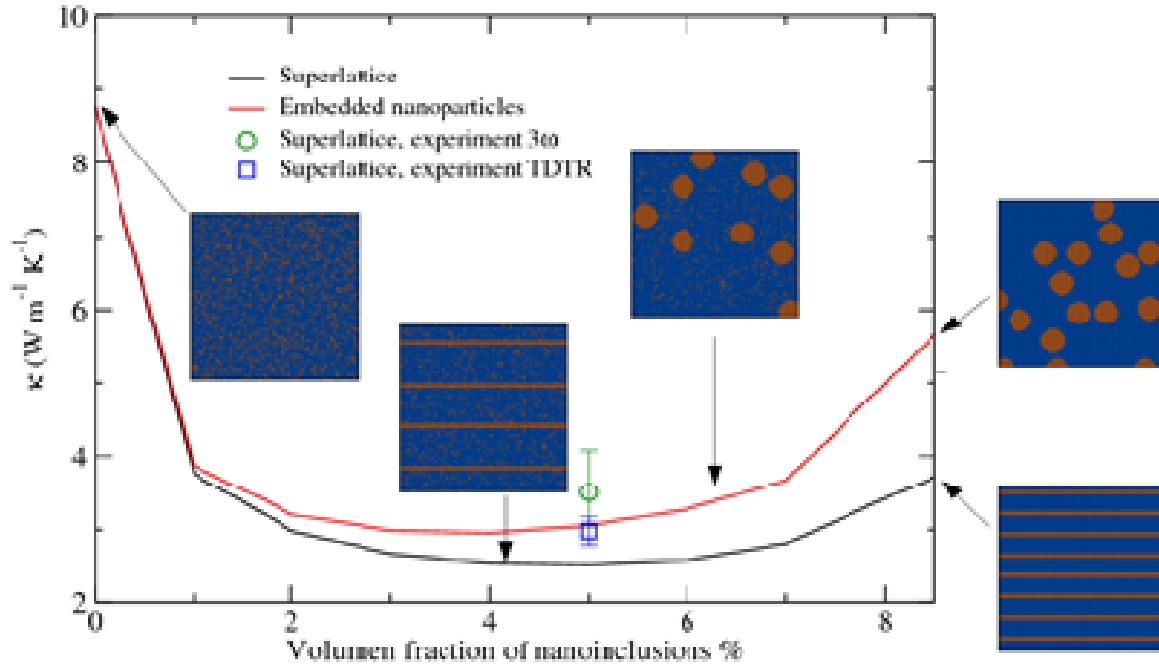 10
8
6
4
2
κ (W m⁻¹ K⁻¹)
Superlattice
Embedded nanoparticles
Superlattice, experiment 3ω
Superlattice, experiment TDTR
0 2 4 6 8
Volumen fraction of nanoinclusions %